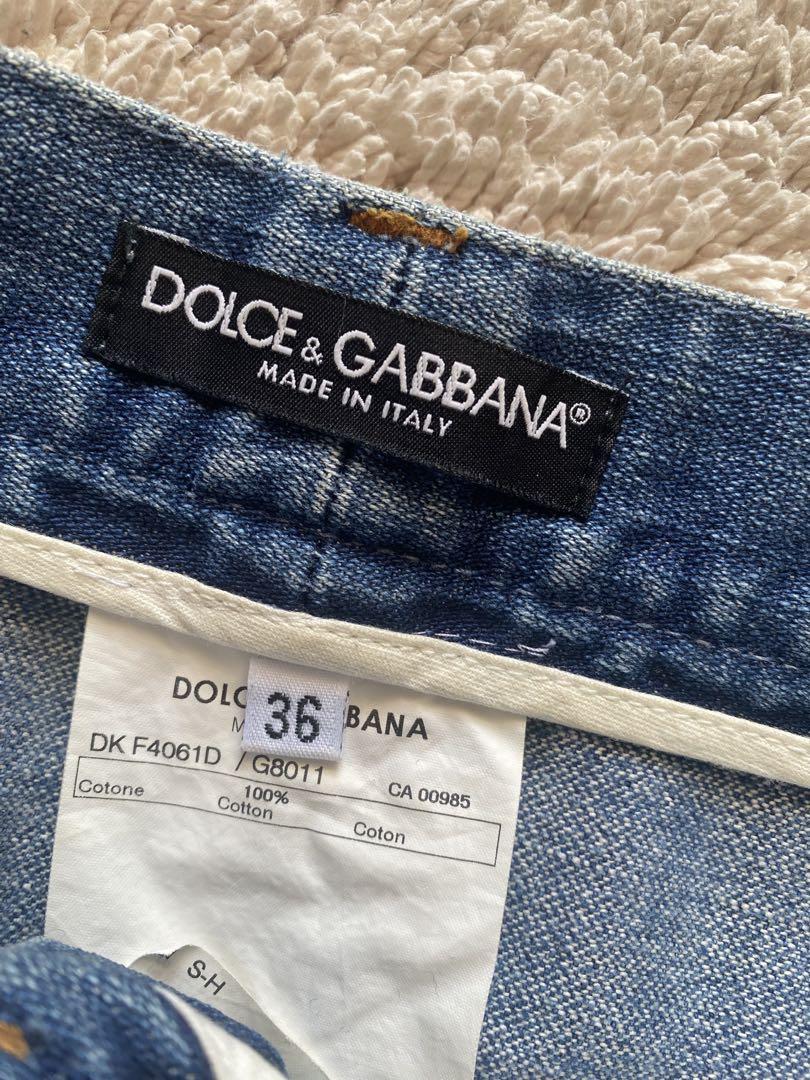 DOLCE & GABBANA®
MADE IN ITALY
36
DOLC BANA
M
DK F4061D / G8011 CA 00985
Cotone 100% Cotton Coton
S-H